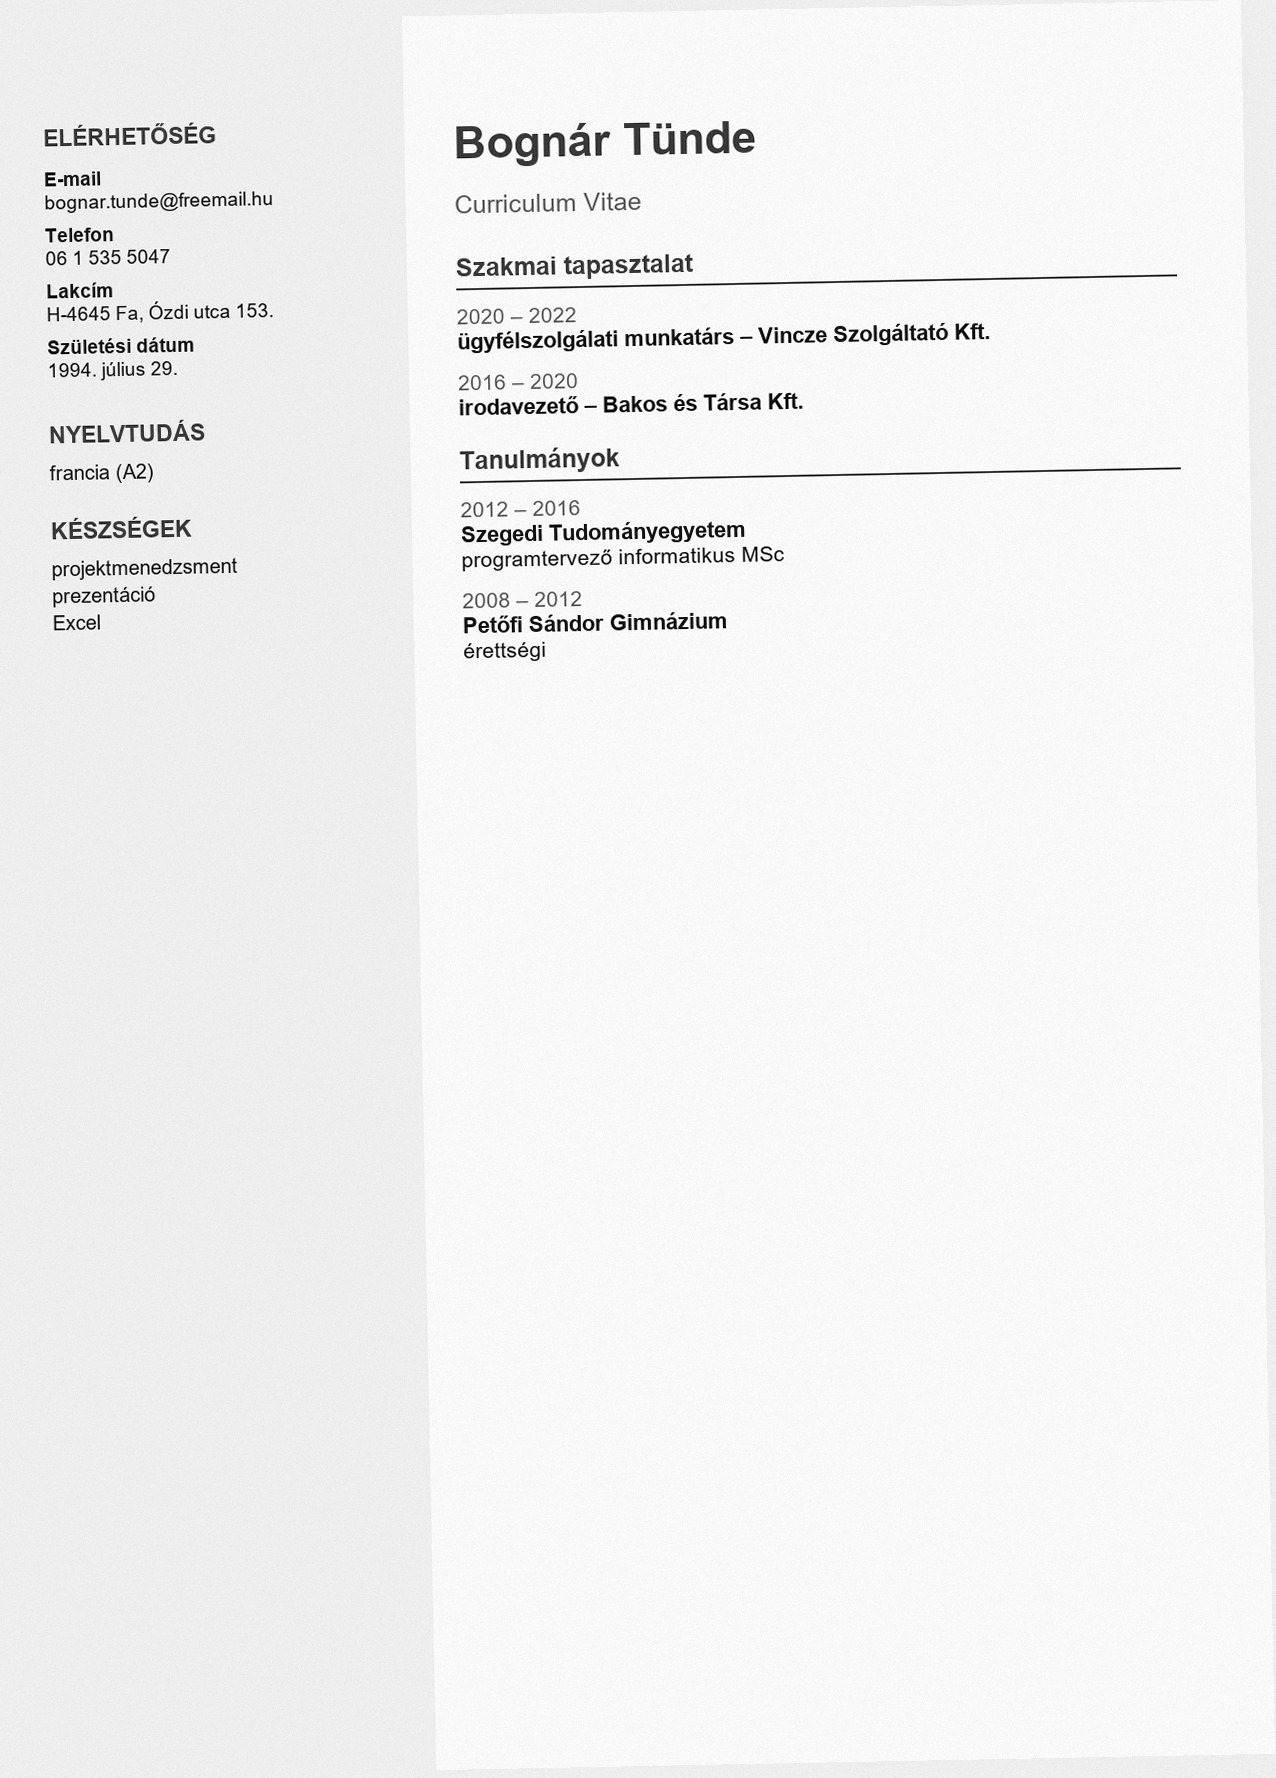 ELÉRHETŐSÉG
E-mail
bognar.tunde@freemail.hu
Telefon
06 1 535 5047
Lakcím
H-4645 Fa, Ózdi utca 153.
Születési dátum
1994. július 29.
NYELVTUDÁS
francia (A2)
KÉSZSÉGEK
projektmenedzsment
prezentáció
Excel
Bognár Tünde
Curriculum Vitae
Szakmai tapasztalat
2020 – 2022
ügyfélszolgálati munkatárs – Vincze Szolgáltató Kft.
2016 – 2020
irodavezető – Bakos és Társa Kft.
Tanulmányok
2012 – 2016
Szegedi Tudományegyetem
programtervező informatikus MSc
2008 – 2012
Petőfi Sándor Gimnázium
érettségi